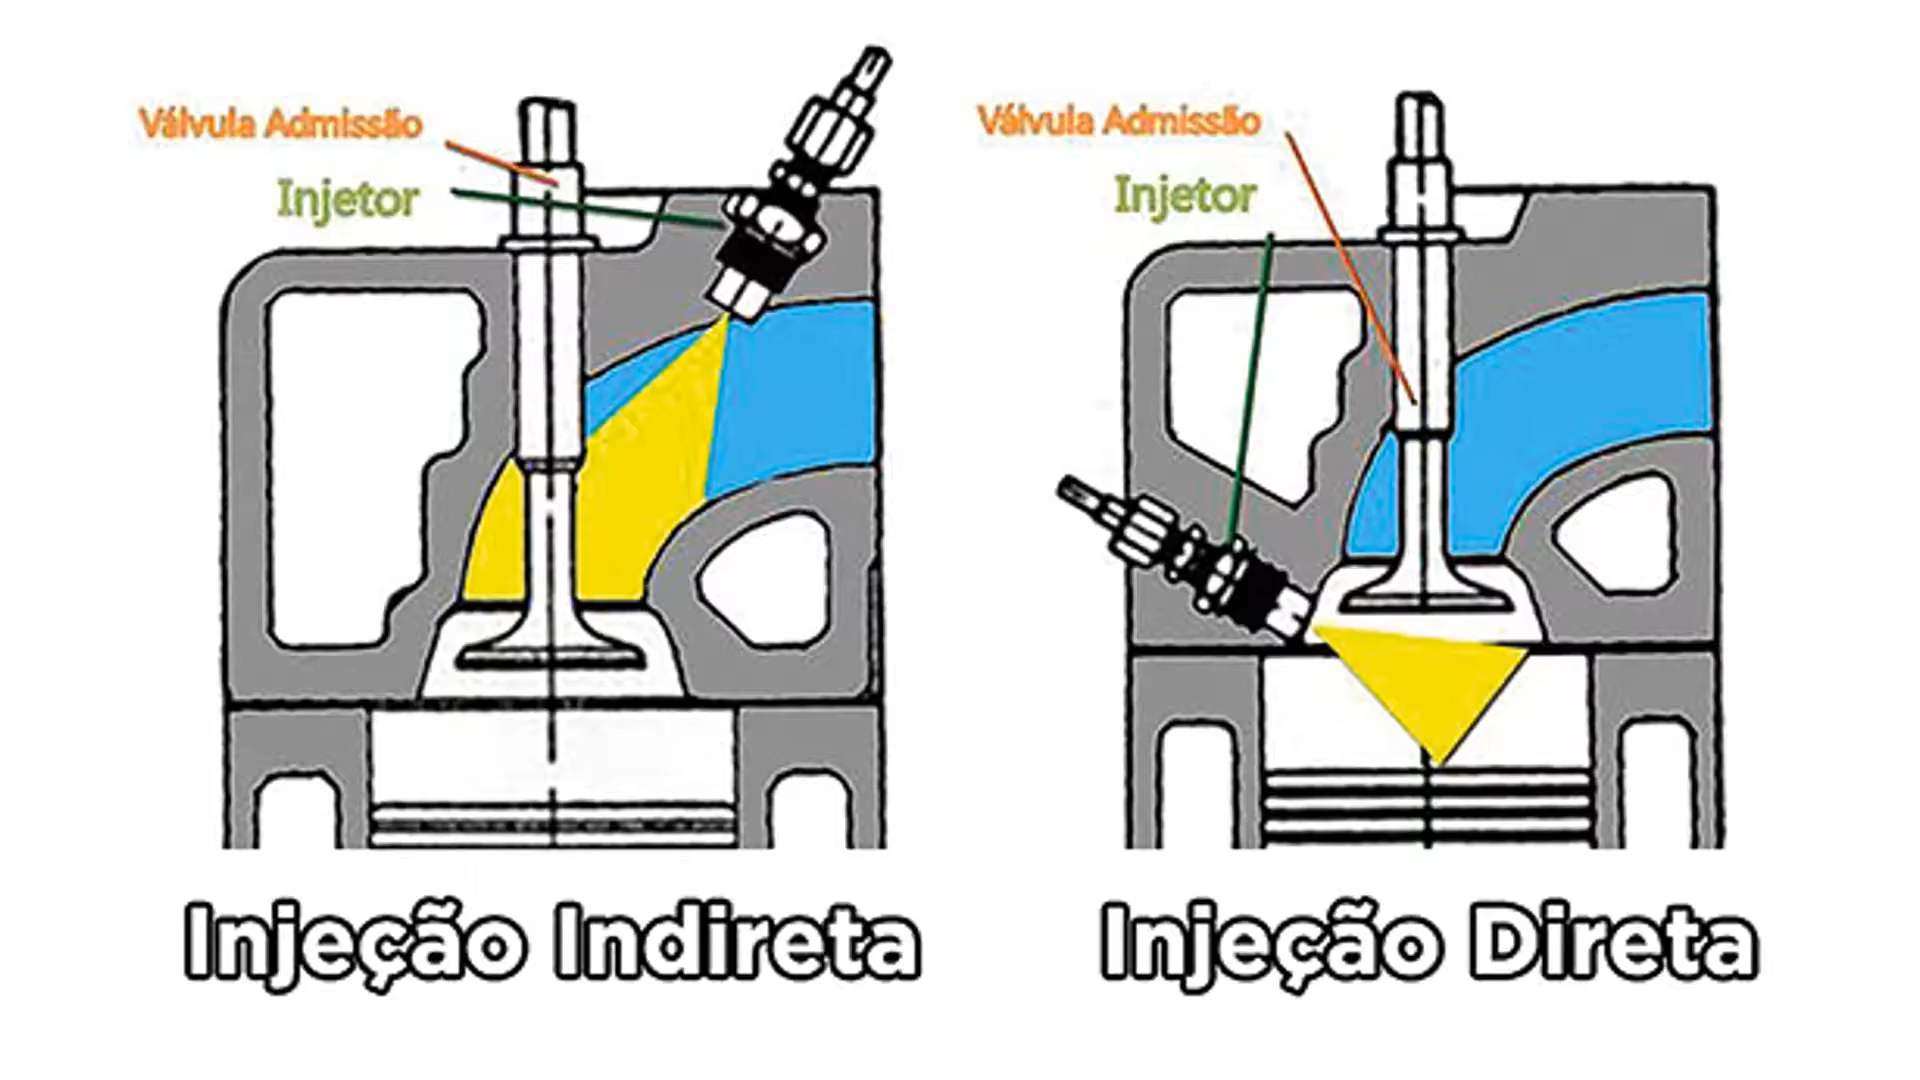 Válvula Admissão
Injetor
Injeção Indireta
Válvula Admissão
Injetor
Injeção Direta